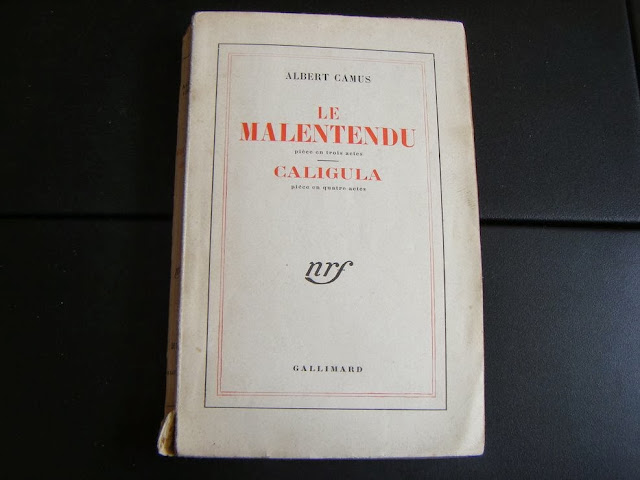 ALBERT CAMUS
LE
MALENTENDU
pièce en trois actes
CALIGULA
pièce en quatre actes
nrf
GALLIMARD